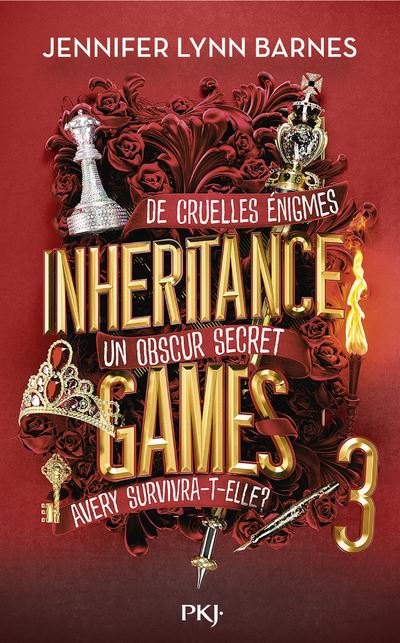 JENNIFER LYNN BARNES
DE CRUELLES ÉNIGMES
INHERITANCE
UN OBSCUR SECRET
GAMES
AVERY SURVIVRA-T-ELLE?
3
PKJ·